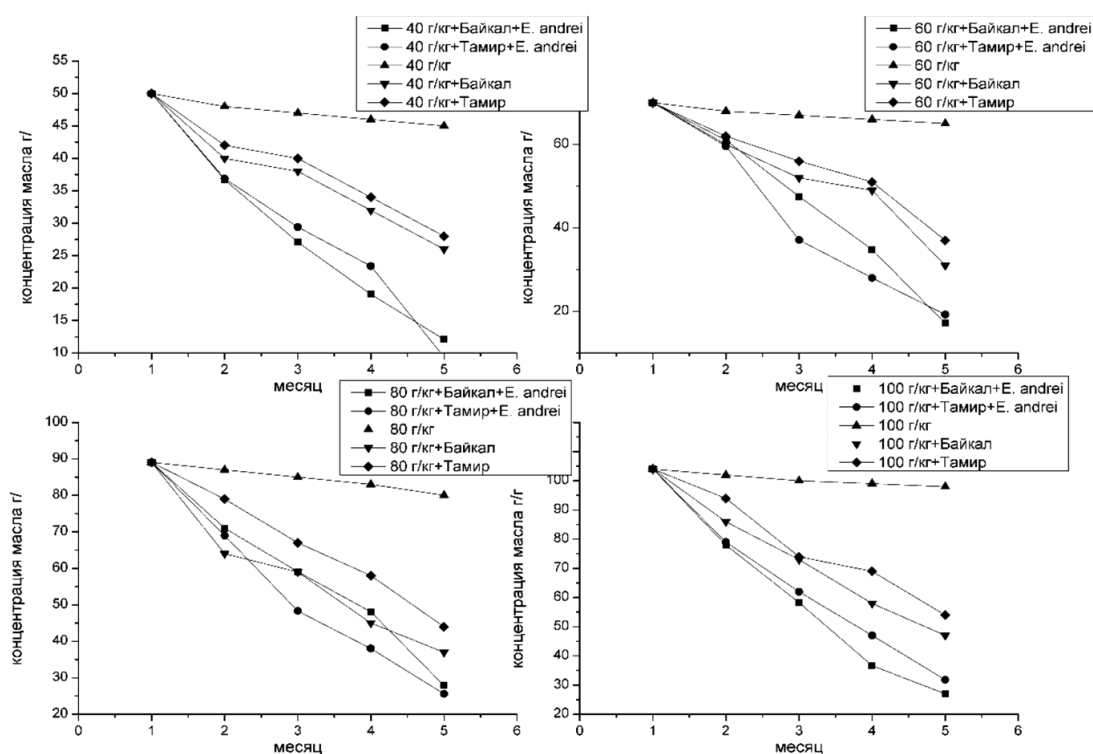 40 г/кг+Байкал+E. andrei
40 г/кг+Тамир+E. andrei
40 г/кг
40 г/кг+Байкал
40 г/кг+Тамир
концентрация масла г/
55
50
45
40
35
30
25
20
15
10
0 1 2 3 4 5 6
месяц
60 г/кг+Байкал+E. andrei
60 г/кг+Тамир+E. andrei
60 г/кг
60 г/кг+Байкал
60 г/кг+Тамир
концентрация масла г/
60
40
20
0 1 2 3 4 5 6
месяц
80 г/кг+Байкал+E. andrei
80 г/кг+Тамир+E. andrei
80 г/кг
80 г/кг+Байкал
80 г/кг+Тамир
концентрация масла г/
100
90
80
70
60
50
40
30
20
0 1 2 3 4 5 6
месяц
100 г/кг+Байкал+E. andrei
100 г/кг+Тамир+E. andrei
100 г/кг
100 г/кг+Байкал
100 г/кг+Тамир
концентрация масла г/г
100
90
80
70
60
50
40
30
20
0 1 2 3 4 5 6
месяц